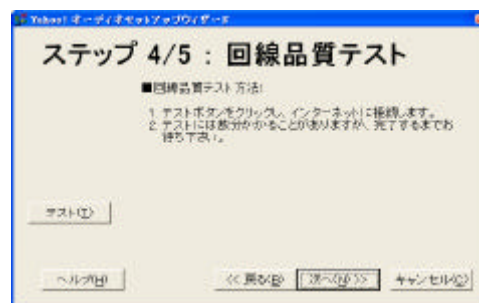 Yahoo! オーディオセットアップウィザード
ステップ 4/5 : 回線品質テスト
■回線品質テスト方法:
1. テストボタンをクリックし、インターネットに接続します。
2. テストには数分かかることがありますが、完了するまでお
待ち下さい。
テスト(T)
ヘルプ(H)
<< 戻る(B)
次へ(N) >>
キャンセル(C)